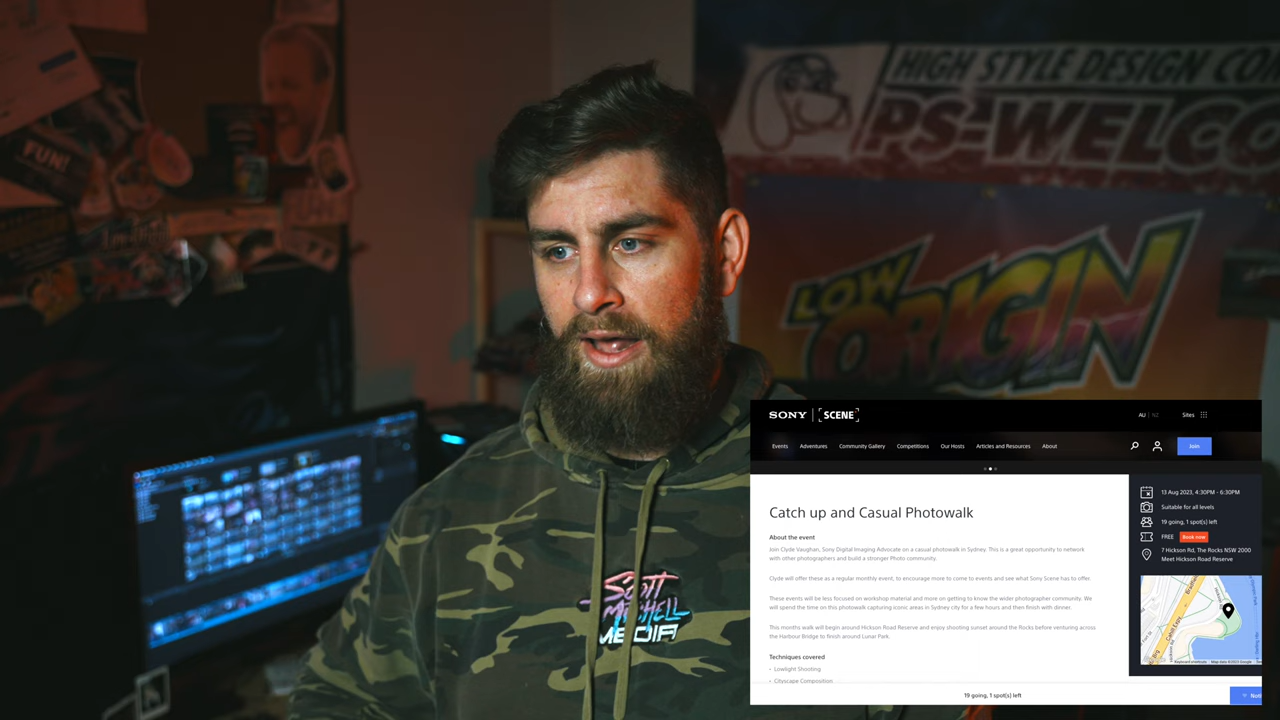 FUN!
HIGH STYLE DESIGN CO
PS-WELCO
LOW
ORIGIN
SCOTT
MITCHELL
MEDIA
SONY | [SCENE]
AU | NZ
Sites
Events
Adventures
Community Gallery
Competitions
Our Hosts
Articles and Resources
About
Join
Catch up and Casual Photowalk
About the event
Join Clyde Vaughan, Sony Digital Imaging Advocate on a casual photowalk in Sydney. This is a great opportunity to network
with other photographers and build a stronger Photo community.
Clyde will offer these as a regular monthly event, to encourage more to come to events and see what Sony Scene has to offer.
These events will be less focused on workshop material and more on getting to know the wider photographer community. We
will spend the time on this photowalk capturing iconic areas in Sydney city for a few hours and then finish with dinner.
This months walk will begin around Hickson Road Reserve and enjoy shooting sunset around the Rocks before venturing across
the Harbour Bridge to finish around Lunar Park.
Techniques covered
• Lowlight Shooting
• Cityscape Composition
13 Aug 2023, 4:30PM - 6:30PM
Suitable for all levels
19 going, 1 spot(s) left
FREE Book now
7 Hickson Rd, The Rocks NSW 2000
Meet Hickson Road Reserve
Keyboard shortcuts Map data ©2023 Google
19 going, 1 spot(s) left
Noti